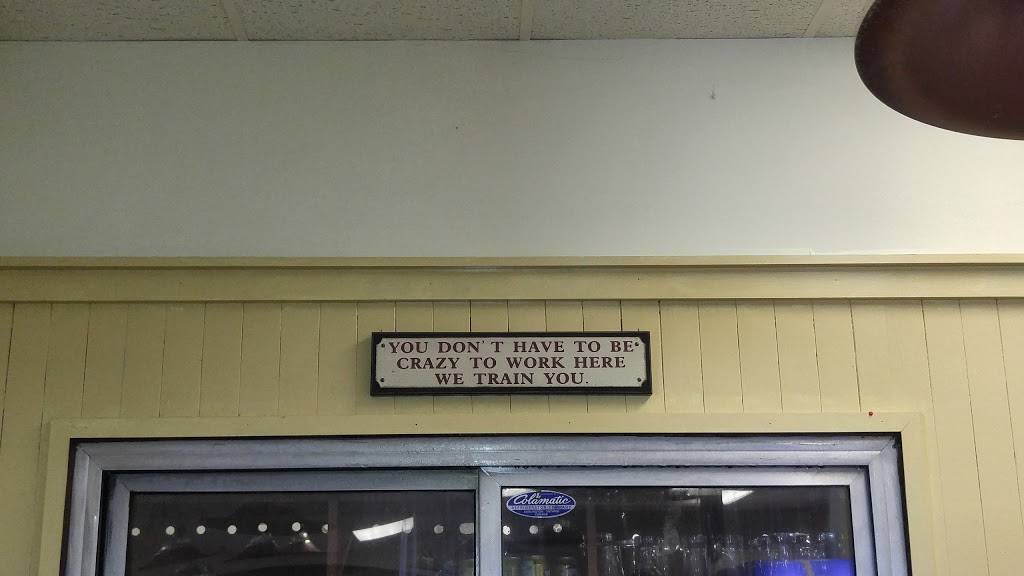 YOU DON'T HAVE TO BE
CRAZY TO WORK HERE
WE TRAIN YOU.
Colamatic